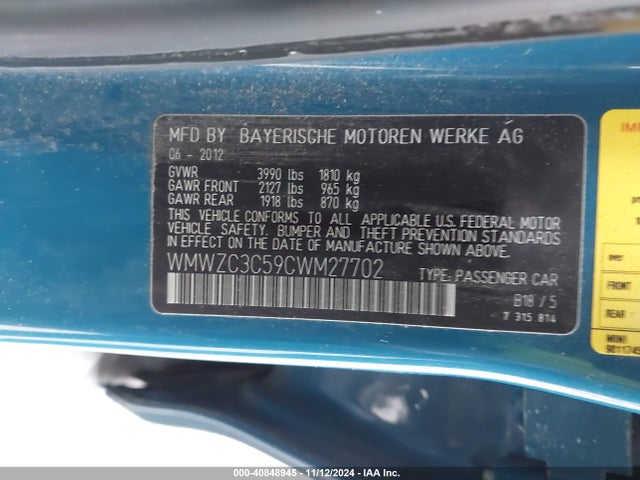 MFD BY BAYERISCHE MOTOREN WERKE AG
06 - 2012
GVWR 3990 lbs 1810 kg
GAWR FRONT 2127 lbs 965 kg
GAWR REAR 1918 lbs 870 kg
THIS VEHICLE CONFORMS TO ALL APPLICABLE U.S. FEDERAL MOTOR
VEHICLE SAFETY, BUMPER AND THEFT PREVENTION STANDARDS
IN EFFECT ON THE DATE OF MANUFACTURE SHOWN ABOVE.
WMWZC3C59CWM27702 TYPE: PASSENGER CAR
B18 / 5
7 315 814
FRONT
REAR
MINI
000-40848945 - 11/12/2024 - IAA - IAAI.com